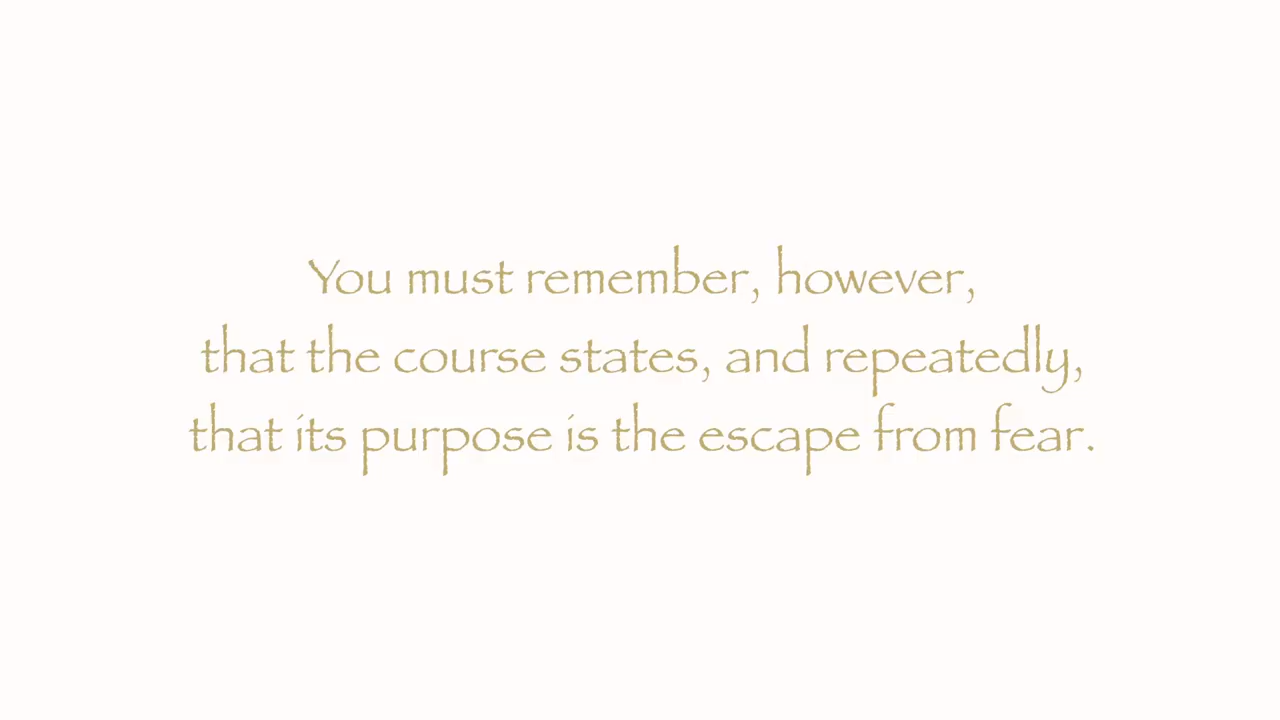 You must remember, however,
that the course states, and repeatedly,
that its purpose is the escape from fear.